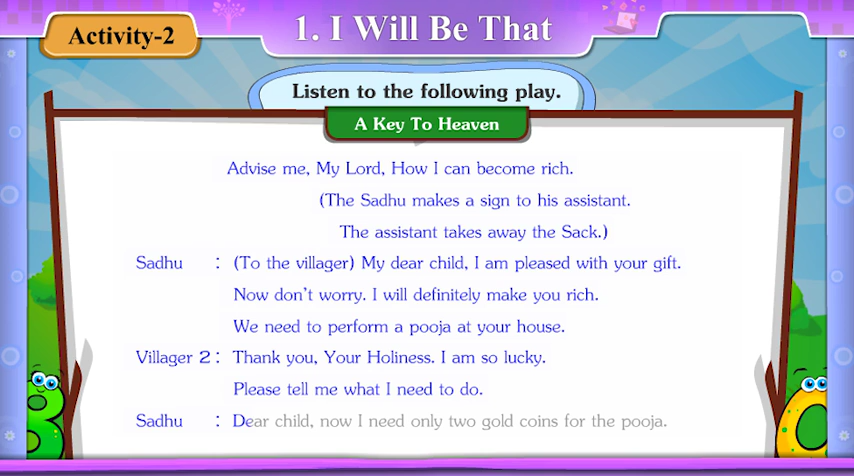 Activity-2
1. I Will Be That
Listen to the following play.
A Key To Heaven
Advise me, My Lord, How I can become rich.
(The Sadhu makes a sign to his assistant.
The assistant takes away the Sack.)
Sadhu : (To the villager) My dear child, I am pleased with your gift.
Now don't worry. I will definitely make you rich.
We need to perform a pooja at your house.
Villager 2 : Thank you, Your Holiness. I am so lucky.
Please tell me what I need to do.
Sadhu : Dear child, now I need only two gold coins for the pooja.